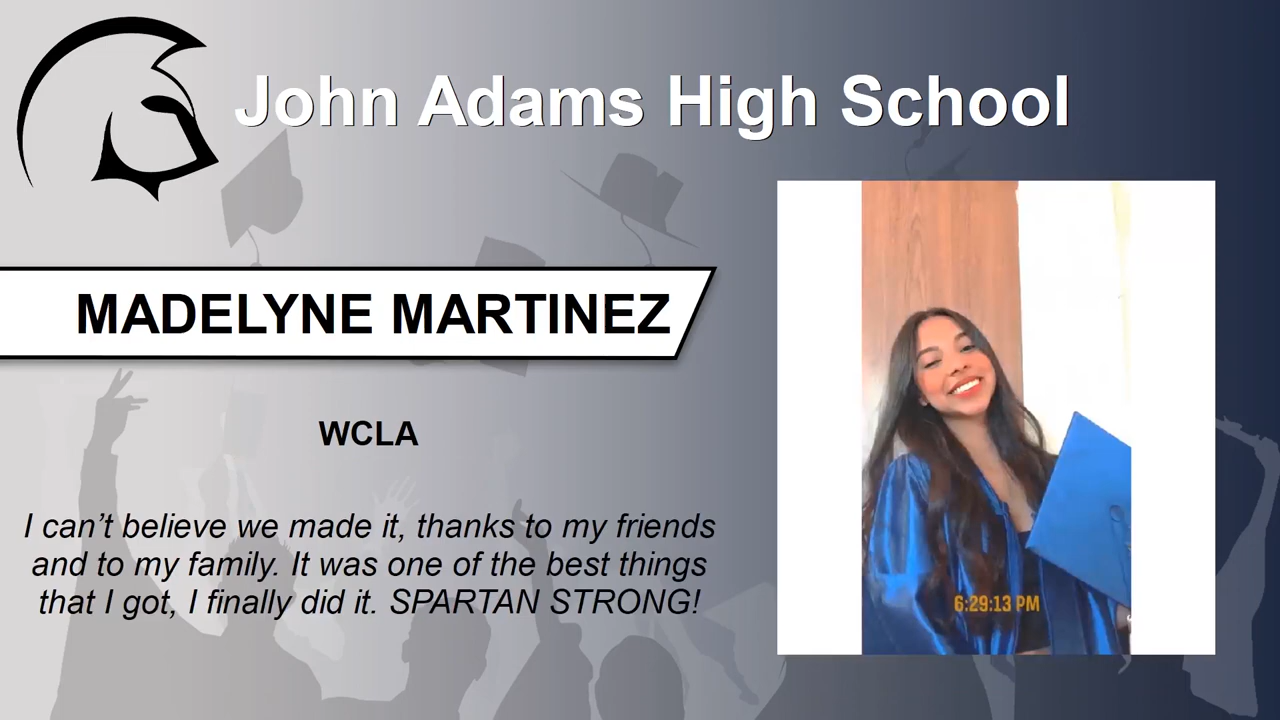 John Adams High School
MADELYNE MARTINEZ
WCLA
I can’t believe we made it, thanks to my friends
and to my family. It was one of the best things
that I got, I finally did it. SPARTAN STRONG!
6:29:13 PM